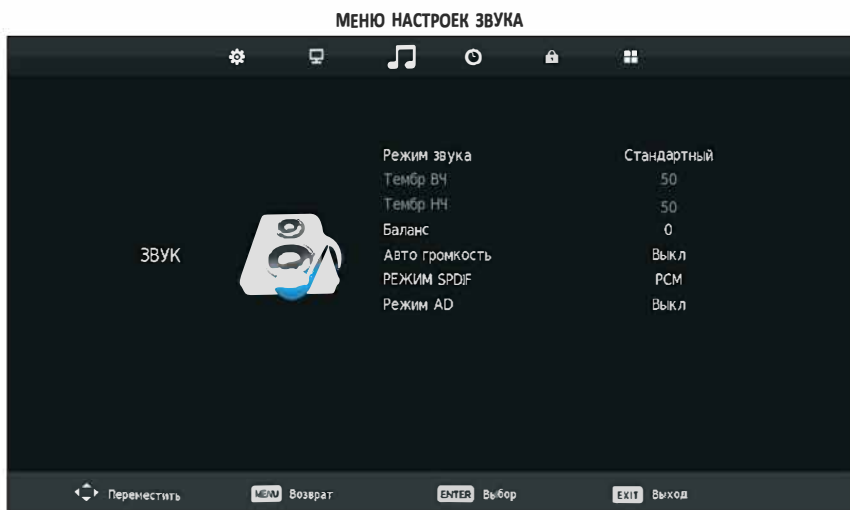 МЕНЮ НАСТРОЕК ЗВУКА
ЗВУК
Режим звука Стандартный
Тембр ВЧ 50
Тембр НЧ 50
Баланс 0
Авто громкость Выкл
РЕЖИМ SPDIF PCM
Режим AD Выкл
Переместить MENU Возврат ENTER Выбор EXIT Выход